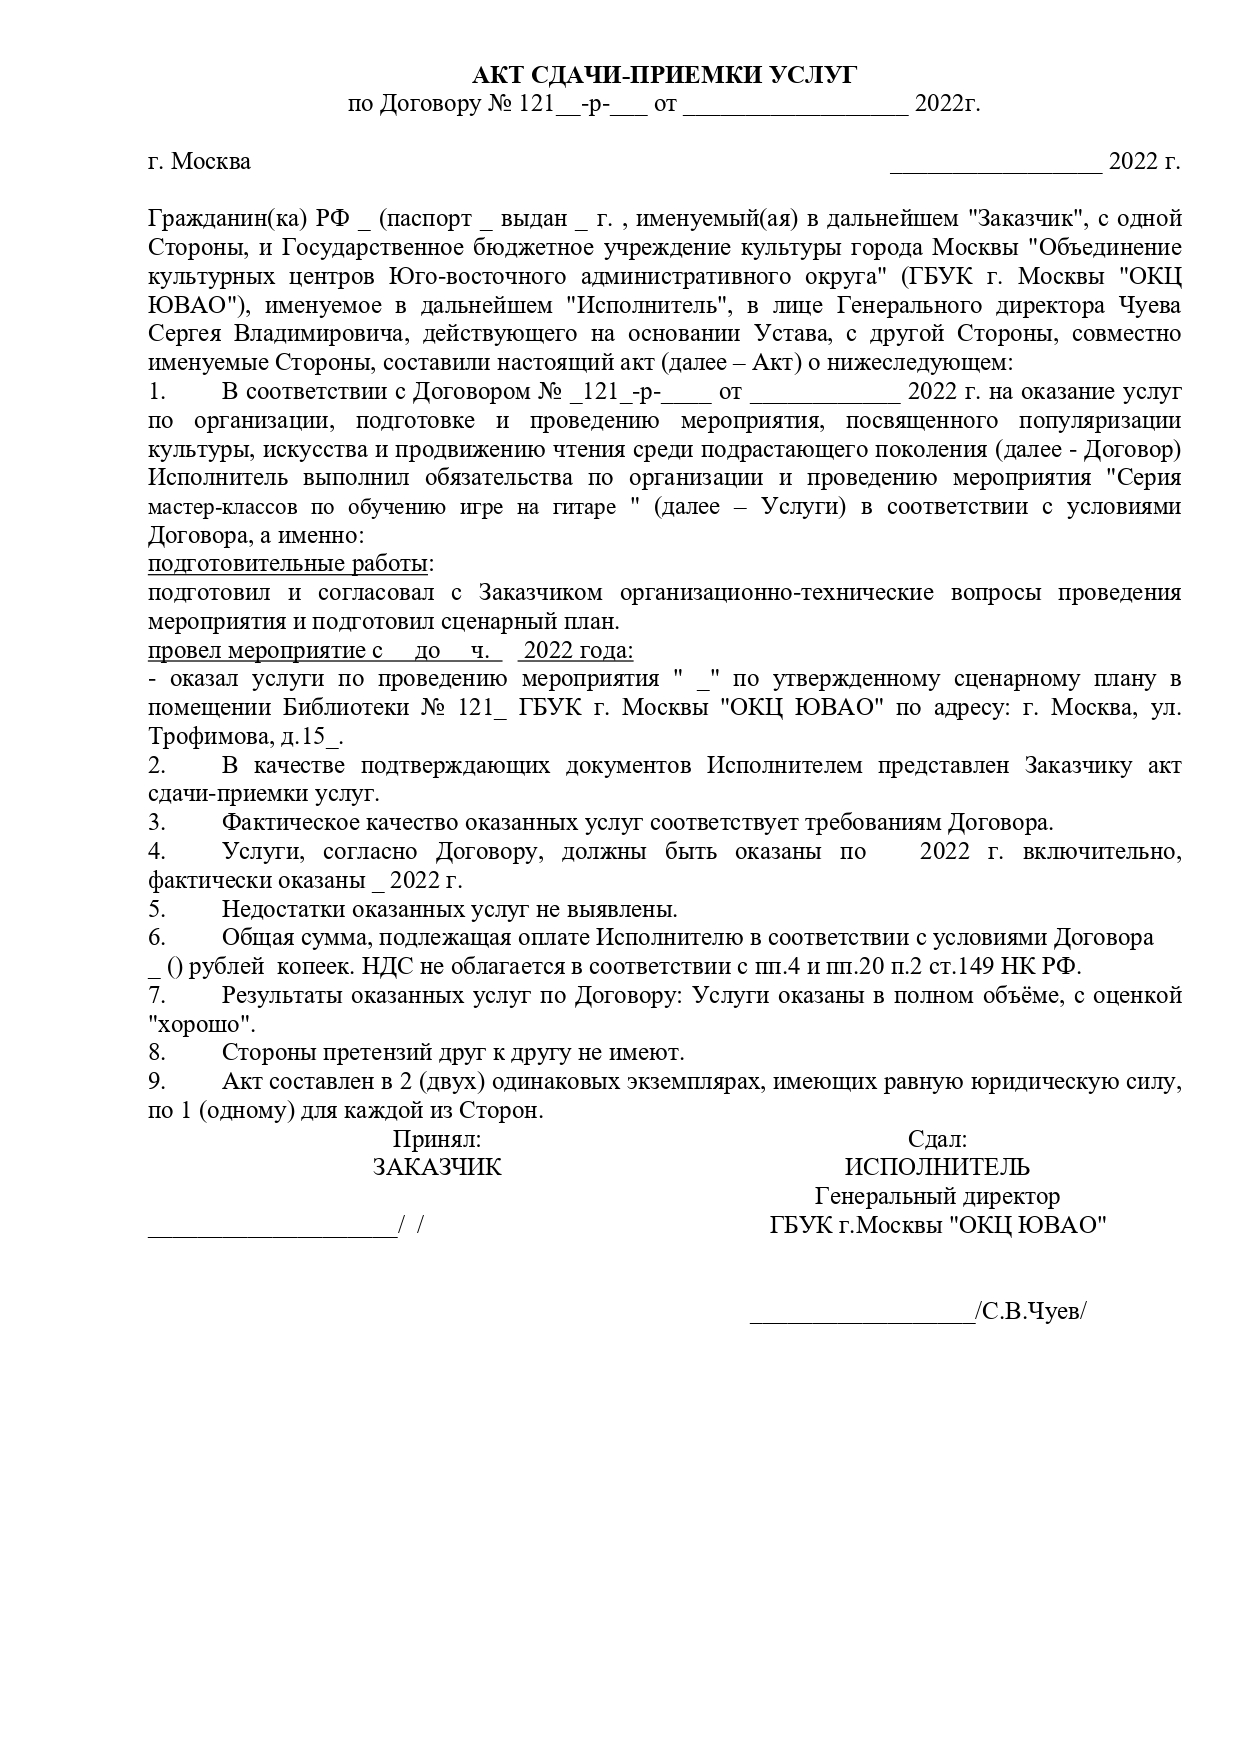 АКТ СДАЧИ-ПРИЕМКИ УСЛУГ
по Договору № 121__-р-___ от __________________ 2022г.
г. Москва _________________ 2022 г.
Гражданин(ка) РФ _ (паспорт _ выдан _ г. , именуемый(ая) в дальнейшем "Заказчик", с одной
Стороны, и Государственное бюджетное учреждение культуры города Москвы "Объединение
культурных центров Юго-восточного административного округа" (ГБУК г. Москвы "ОКЦ
ЮВАО"), именуемое в дальнейшем "Исполнитель", в лице Генерального директора Чуева
Сергея Владимировича, действующего на основании Устава, с другой Стороны, совместно
именуемые Стороны, составили настоящий акт (далее – Акт) о нижеследующем:
1. В соответствии с Договором № _121_-р-____ от ____________ 2022 г. на оказание услуг
по организации, подготовке и проведению мероприятия, посвященного популяризации
культуры, искусства и продвижению чтения среди подрастающего поколения (далее - Договор)
Исполнитель выполнил обязательства по организации и проведению мероприятия "Серия
мастер-классов по обучению игре на гитаре " (далее – Услуги) в соответствии с условиями
Договора, а именно:
подготовительные работы:
подготовил и согласовал с Заказчиком организационно-технические вопросы проведения
мероприятия и подготовил сценарный план.
провел мероприятие с до ч. 2022 года:
- оказал услуги по проведению мероприятия " _" по утвержденному сценарному плану в
помещении Библиотеки № 121_ ГБУК г. Москвы "ОКЦ ЮВАО" по адресу: г. Москва, ул.
Трофимова, д.15_.
2. В качестве подтверждающих документов Исполнителем представлен Заказчику акт
сдачи-приемки услуг.
3. Фактическое качество оказанных услуг соответствует требованиям Договора.
4. Услуги, согласно Договору, должны быть оказаны по 2022 г. включительно,
фактически оказаны _ 2022 г.
5. Недостатки оказанных услуг не выявлены.
6. Общая сумма, подлежащая оплате Исполнителю в соответствии с условиями Договора
_ () рублей копеек. НДС не облагается в соответствии с пп.4 и пп.20 п.2 ст.149 НК РФ.
7. Результаты оказанных услуг по Договору: Услуги оказаны в полном объёме, с оценкой
"хорошо".
8. Стороны претензий друг к другу не имеют.
9. Акт составлен в 2 (двух) одинаковых экземплярах, имеющих равную юридическую силу,
по 1 (одному) для каждой из Сторон.
Принял: Сдал:
ЗАКАЗЧИК ИСПОЛНИТЕЛЬ
Генеральный директор
____________________/ / ГБУК г.Москвы "ОКЦ ЮВАО"
__________________/С.В.Чуев/